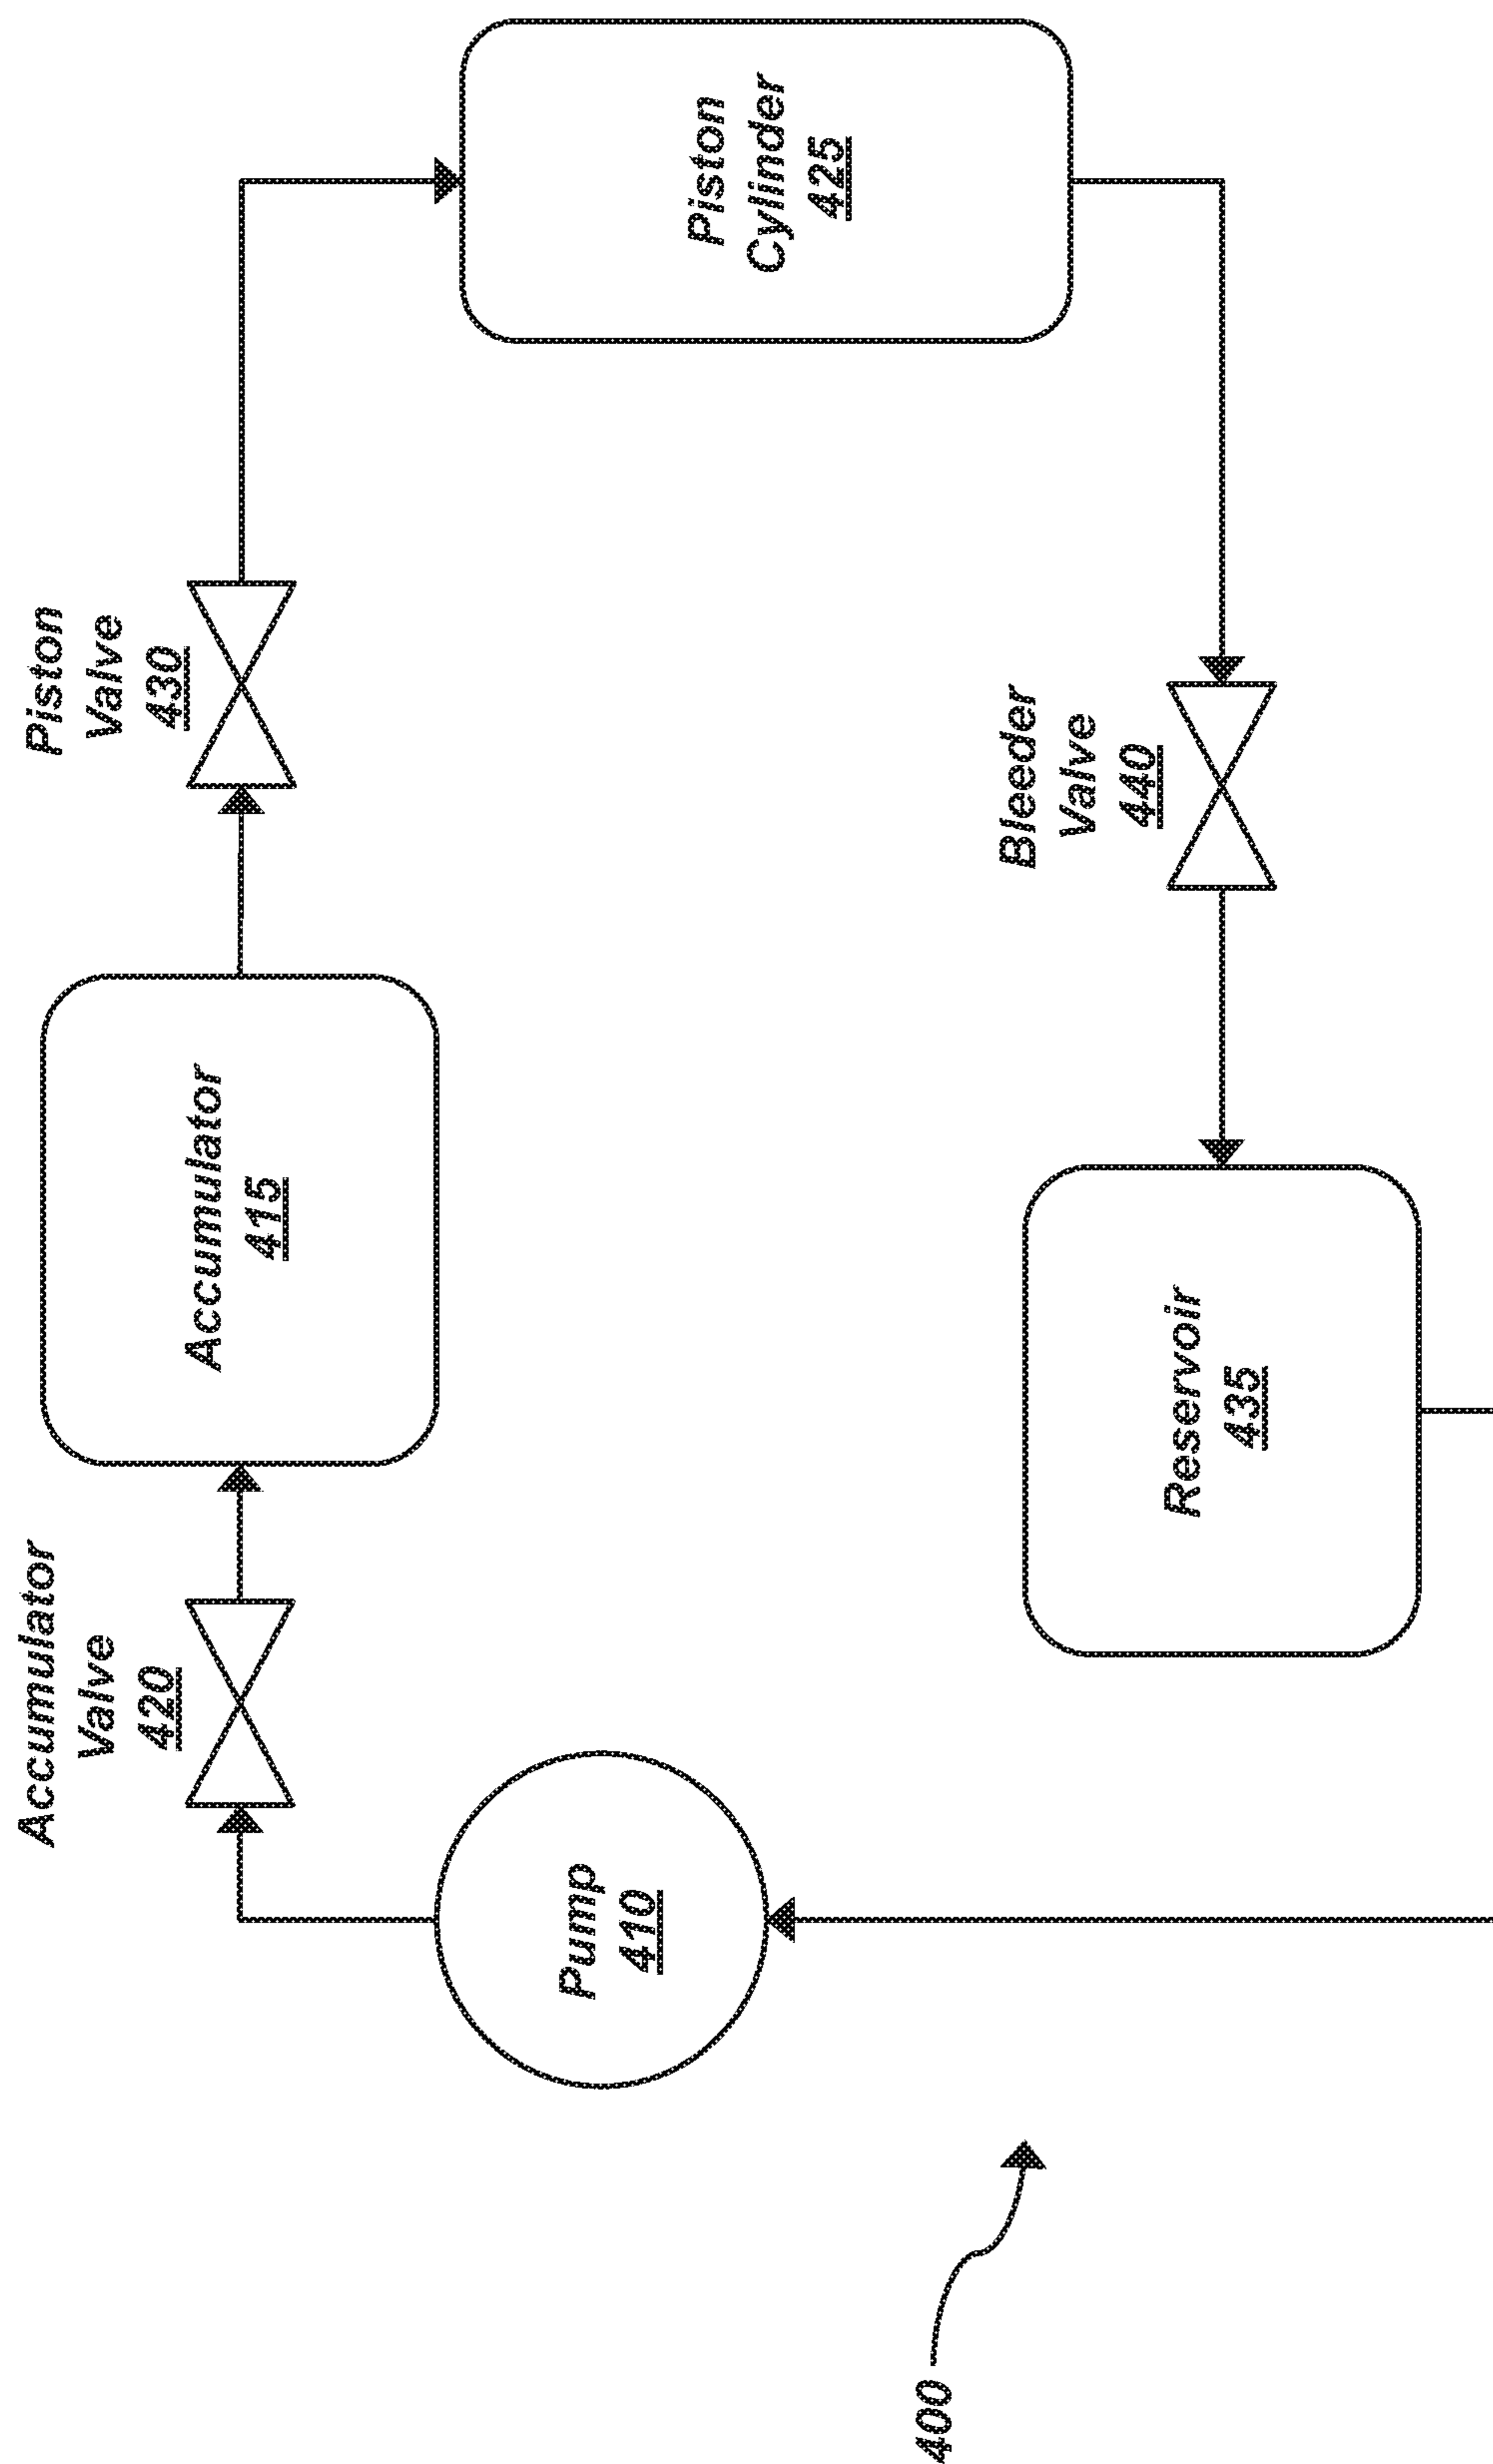 Accumulator
Valve
420
Accumulator
415
Piston
Valve
430
Pump
410
Piston
Cylinder
425
Bleeder
Valve
440
Reservoir
435
400